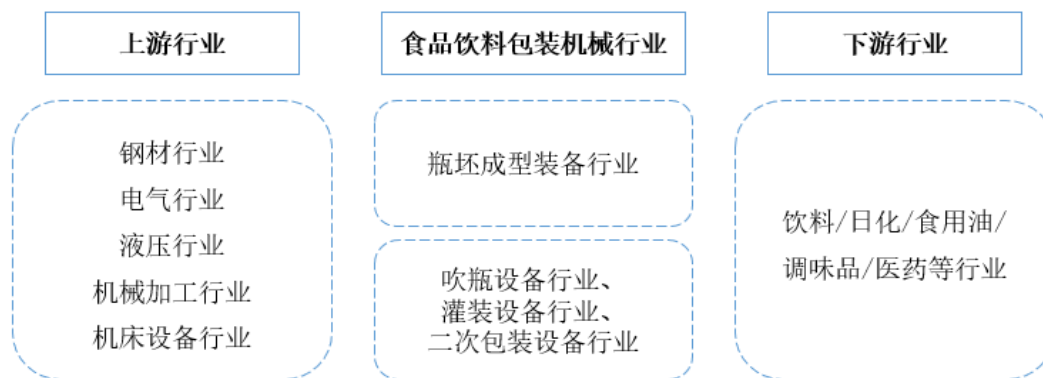 上游行业
食品饮料包装机械行业
下游行业
钢材行业
电气行业
液压行业
机械加工行业
机床设备行业
瓶坯成型装备行业
吹瓶设备行业、
灌装设备行业、
二次包装设备行业
饮料/日化/食用油/
调味品/医药等行业